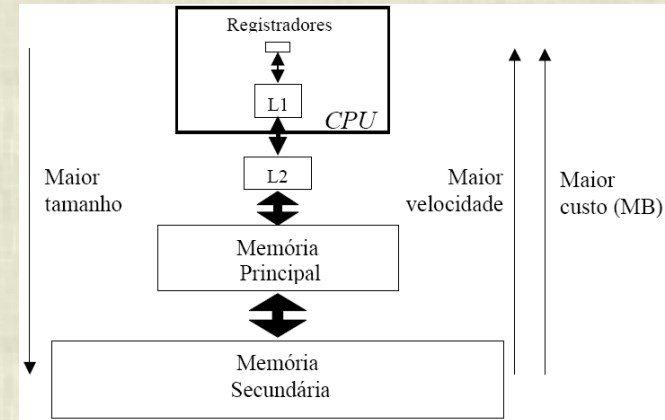 Registradores
L1
CPU
L2
Maior
tamanho
Maior
velocidade
Maior
custo (MB)
Memória
Principal
Memória
Secundária